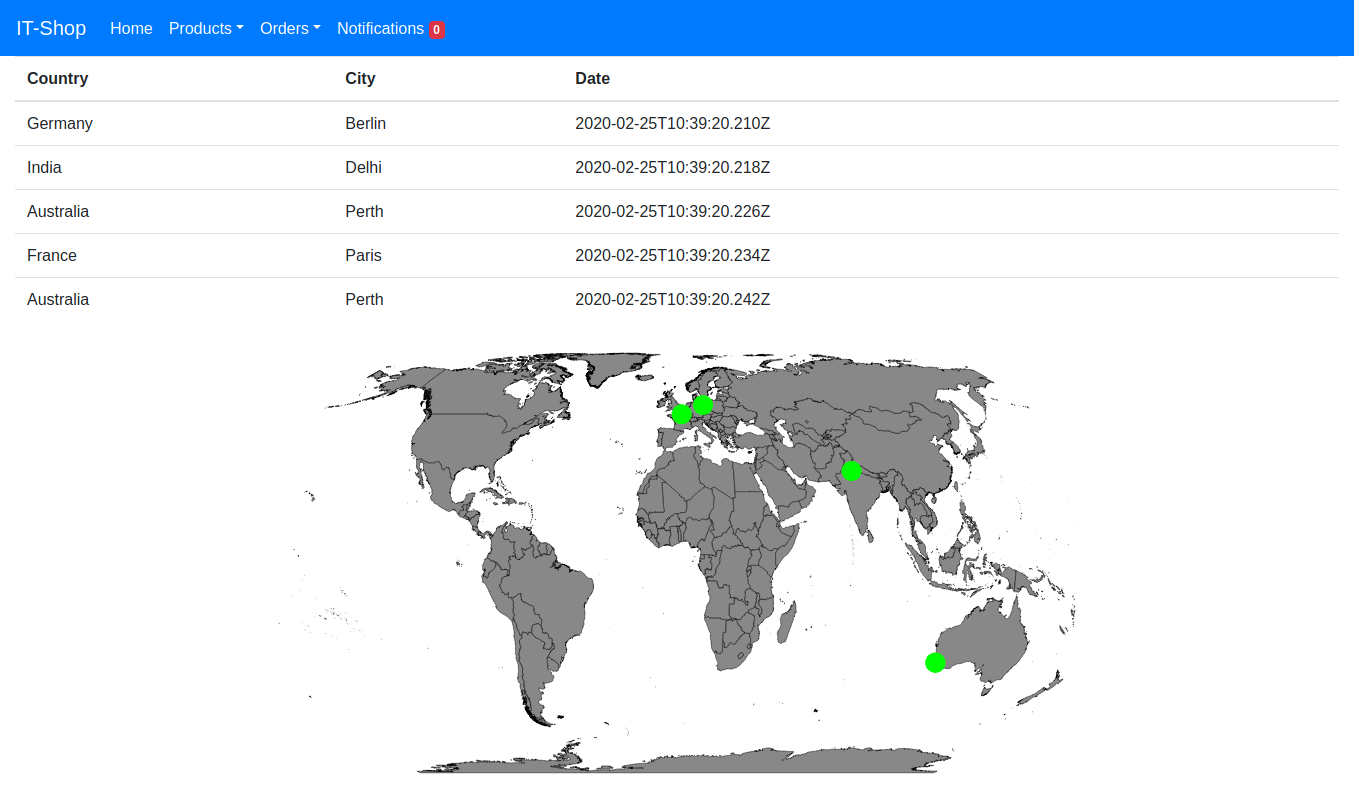 IT-Shop Home Products Orders Notifications 0
Country City Date
Germany Berlin 2020-02-25T10:39:20.210Z
India Delhi 2020-02-25T10:39:20.218Z
Australia Perth 2020-02-25T10:39:20.226Z
France Paris 2020-02-25T10:39:20.234Z
Australia Perth 2020-02-25T10:39:20.242Z